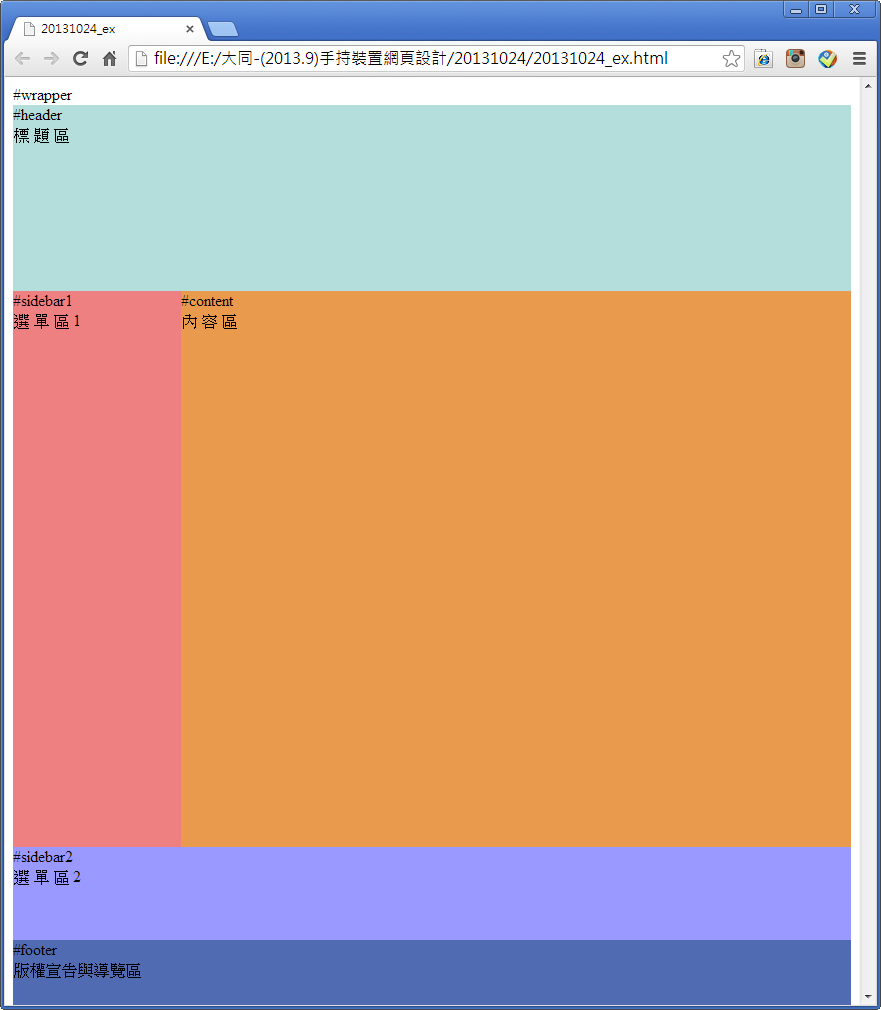 20131024_ex
file:///E:/大同-(2013.9)手持裝置網頁設計/20131024/20131024_ex.html
#wrapper
#header
標 題 區
#sidebar1
選 單 區 1
#content
內 容 區
#sidebar2
選 單 區 2
#footer
版權宣告與導覽區